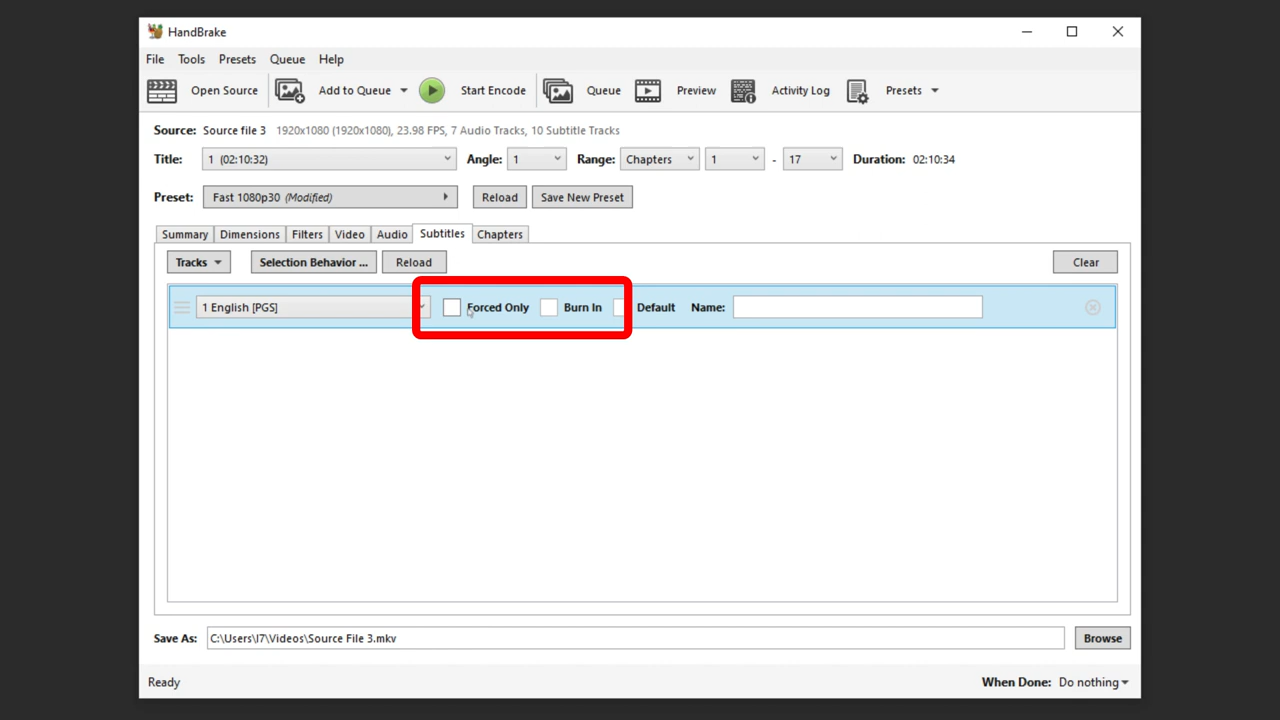 HandBrake
File Tools Presets Queue Help
Open Source Add to Queue Start Encode Queue Preview Activity Log Presets
Source: Source file 3 1920x1080 (1920x1080), 23.98 FPS, 7 Audio Tracks, 10 Subtitle Tracks
Title: 1 (02:10:32) Angle: 1 Range: Chapters 1 - 17 Duration: 02:10:34
Preset: Fast 1080p30 (Modified) Reload Save New Preset
Summary Dimensions Filters Video Audio Subtitles Chapters
Tracks Selection Behavior ... Reload Clear
1 English [PGS] Forced Only Burn In Default Name:
Save As: C:\Users\I7\Videos\Source File 3.mkv Browse
Ready When Done: Do nothing